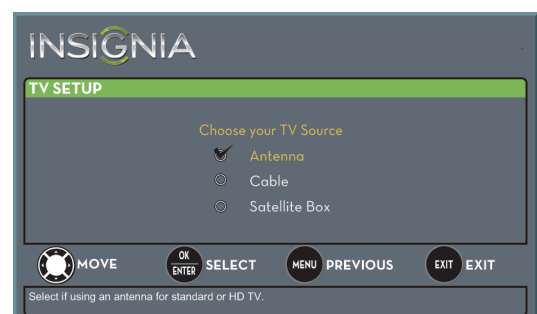 INSIGNIA
TV SETUP
Choose your TV Source
Antenna
Cable
Satellite Box
MOVE OK ENTER SELECT MENU PREVIOUS EXIT EXIT
Select if using an antenna for standard or HD TV.